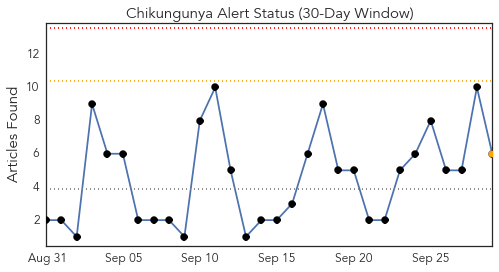 Chikungunya Alert Status (30-Day Window)
Articles Found
12
10
8
6
4
2
Aug 31 Sep 05 Sep 10 Sep 15 Sep 20 Sep 25